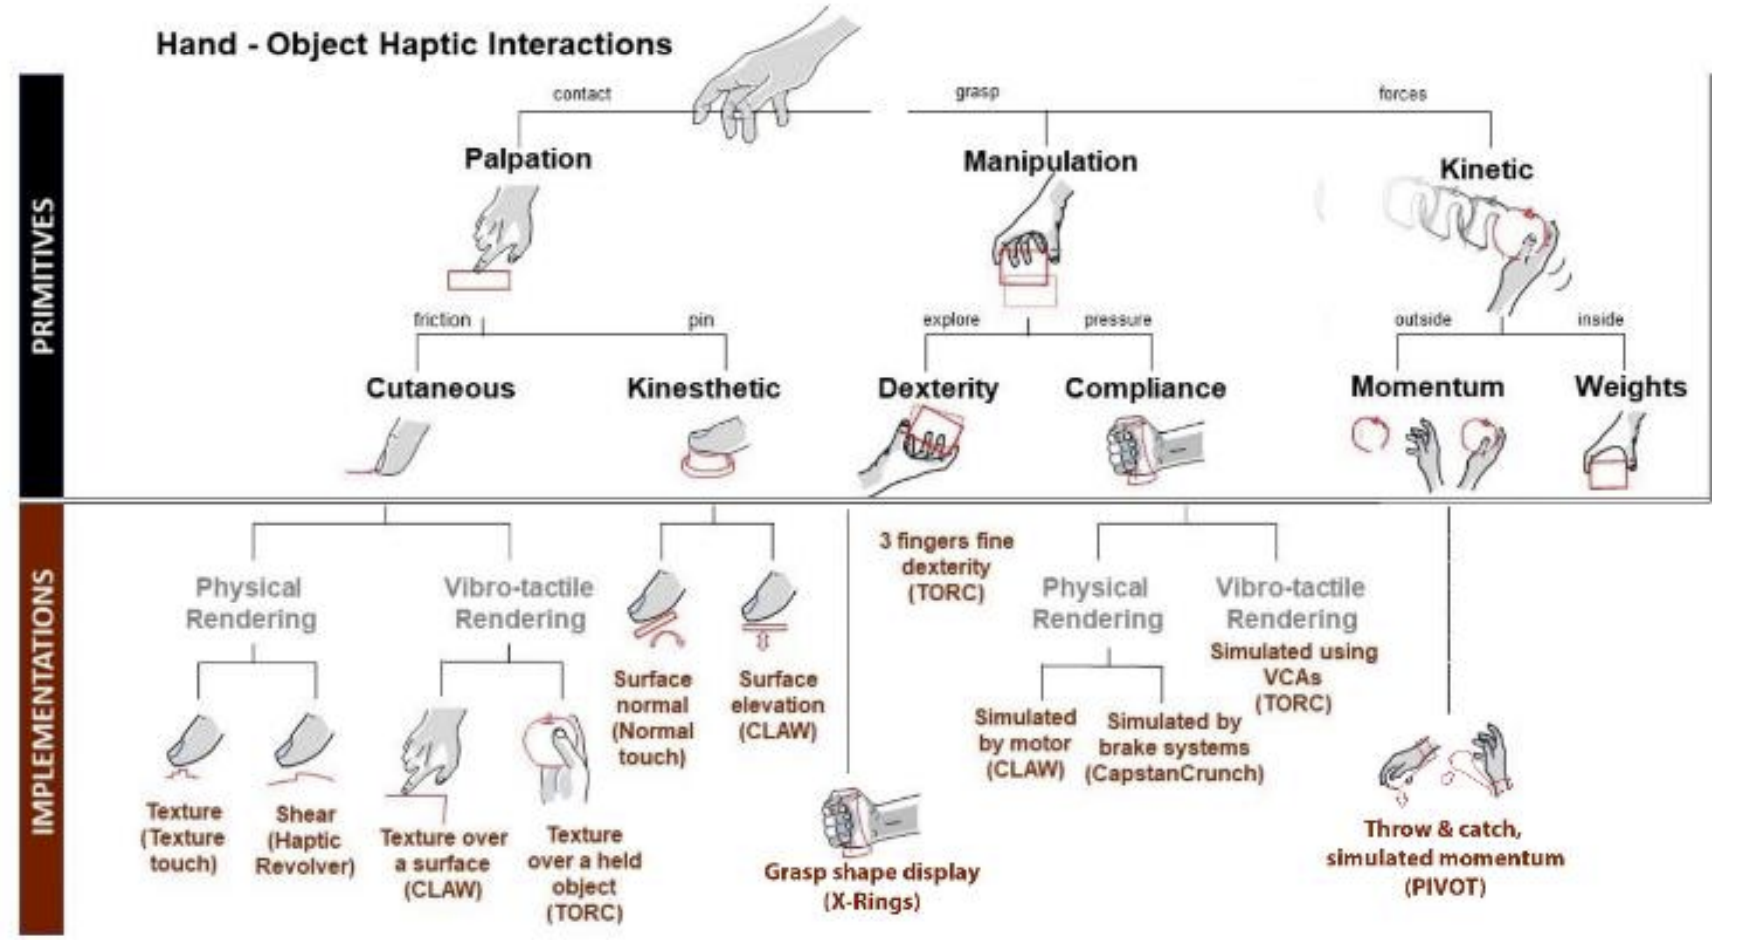 Hand - Object Haptic Interactions
contact
grasp
forces
Palpation
Manipulation
Kinetic
PRIMITIVES
friction
pin
explore
pressure
outside
inside
Cutaneous
Kinesthetic
Dexterity
Compliance
Momentum
Weights
IMPLEMENTATIONS
Physical
Rendering
Vibro-tactile
Rendering
3 fingers fine
dexterity
(TORC)
Physical
Rendering
Vibro-tactile
Rendering
Simulated using
VCAs
(TORC)
Surface
normal
(Normal
touch)
Surface
elevation
(CLAW)
Simulated
by motor
(CLAW)
Simulated by
brake systems
(CapstanCrunch)
Texture
(Texture
touch)
Shear
(Haptic
Revolver)
Texture over
a surface
(CLAW)
Texture
over a held
object
(TORC)
Grasp shape display
(X-Rings)
Throw & catch,
simulated momentum
(PIVOT)